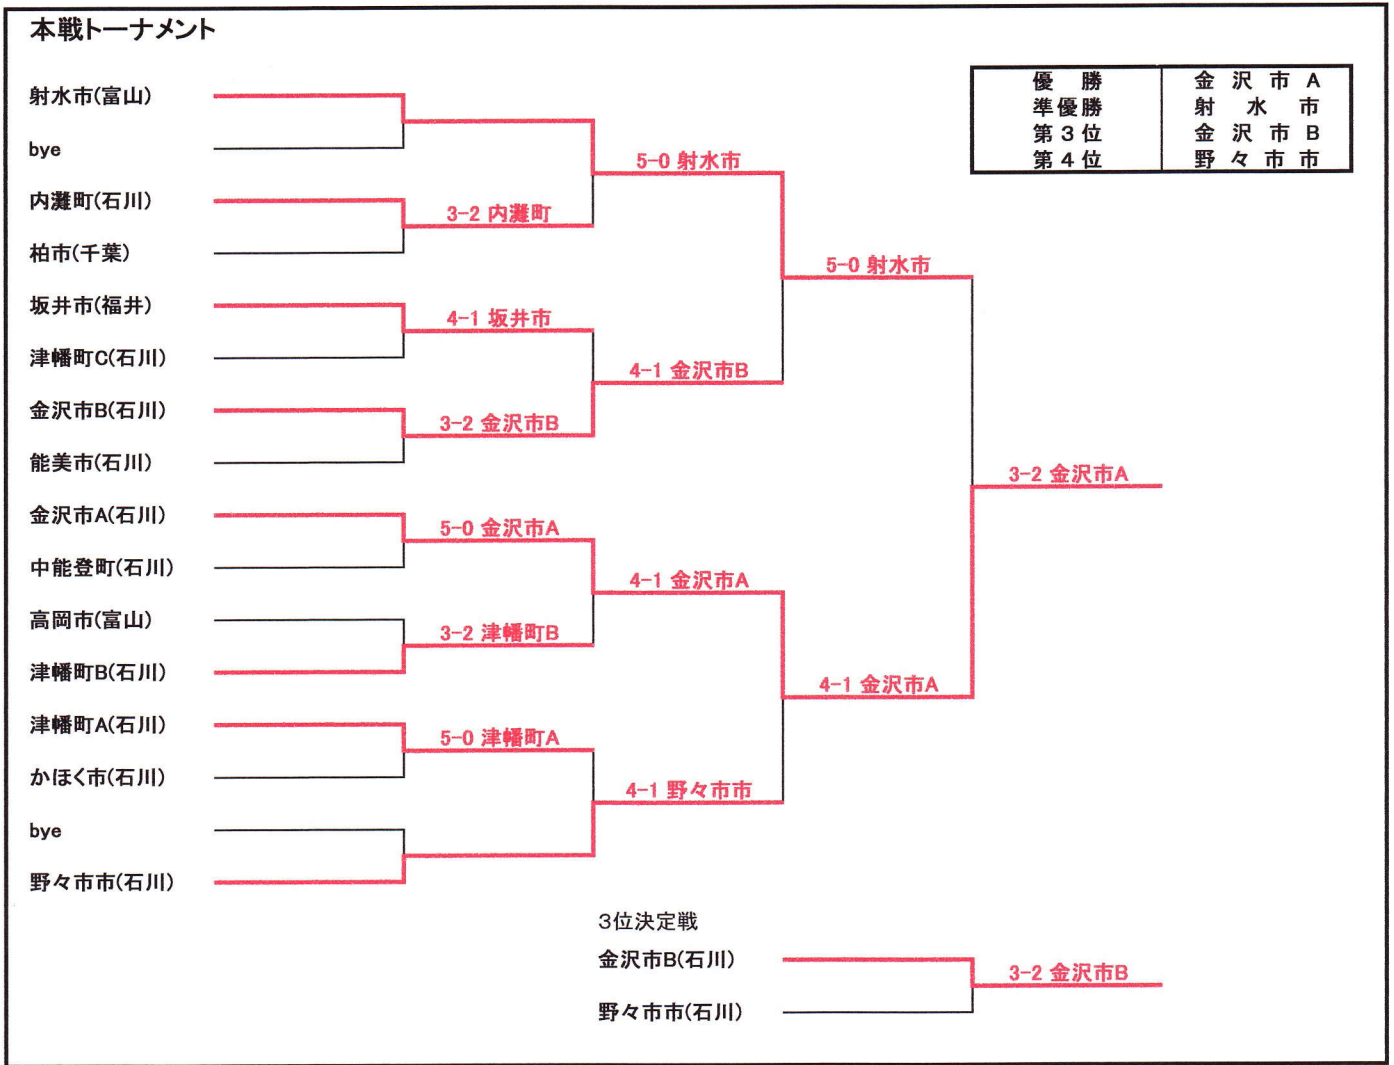 本戦トーナメント
優勝 金沢市A
準優勝 射水市
第3位 金沢市B
第4位 野々市市
射水市(富山)
bye
内灘町(石川)
柏市(千葉)
坂井市(福井)
津幡町C(石川)
金沢市B(石川)
能美市(石川)
金沢市A(石川)
中能登町(石川)
高岡市(富山)
津幡町B(石川)
津幡町A(石川)
かほく市(石川)
bye
野々市市(石川)
3-2 内灘町
4-1 坂井市
3-2 金沢市B
5-0 金沢市A
3-2 津幡町B
5-0 津幡町A
5-0 射水市
4-1 金沢市B
4-1 金沢市A
4-1 野々市市
5-0 射水市
4-1 金沢市A
3-2 金沢市A
3位決定戦
金沢市B(石川)
野々市市(石川)
3-2 金沢市B